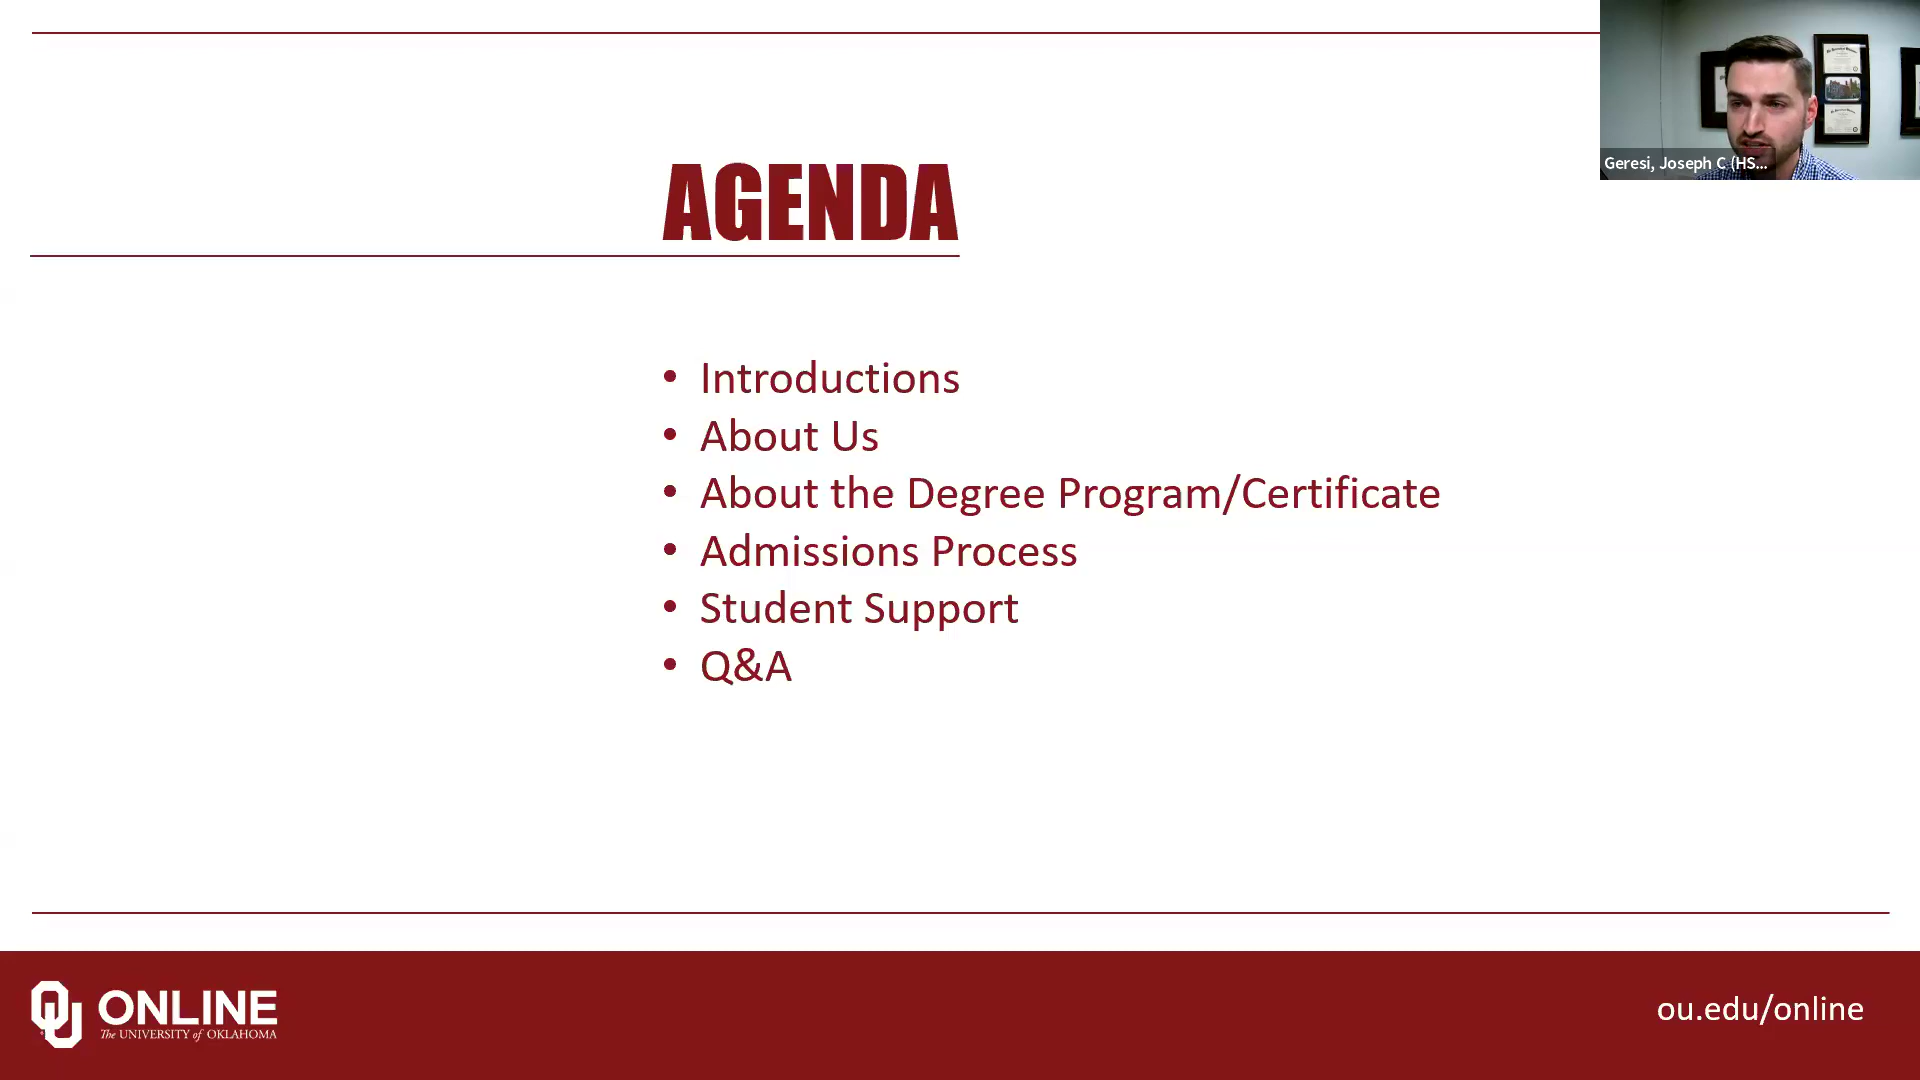 AGENDA
Geresi, Joseph C (HS...
• Introductions
• About Us
• About the Degree Program/Certificate
• Admissions Process
• Student Support
• Q&A
OU ONLINE
The UNIVERSITY of OKLAHOMA
ou.edu/online